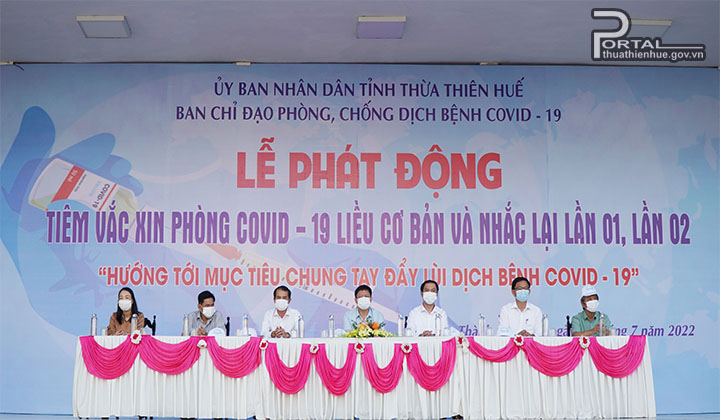 PORTAL
thuathienhue.gov.vn
ỦY BAN NHÂN DÂN TỈNH THỪA THIÊN HUẾ
BAN CHỈ ĐẠO PHÒNG, CHỐNG DỊCH BỆNH COVID - 19
LỄ PHÁT ĐỘNG
TIÊM VẮC XIN PHÒNG COVID – 19 LIỀU CƠ BẢN VÀ NHẮC LẠI LẦN 01, LẦN 02
“HƯỚNG TỚI MỤC TIÊU CHUNG TAY ĐẨY LÙI DỊCH BỆNH COVID - 19”
7 năm 2022
COVID-19